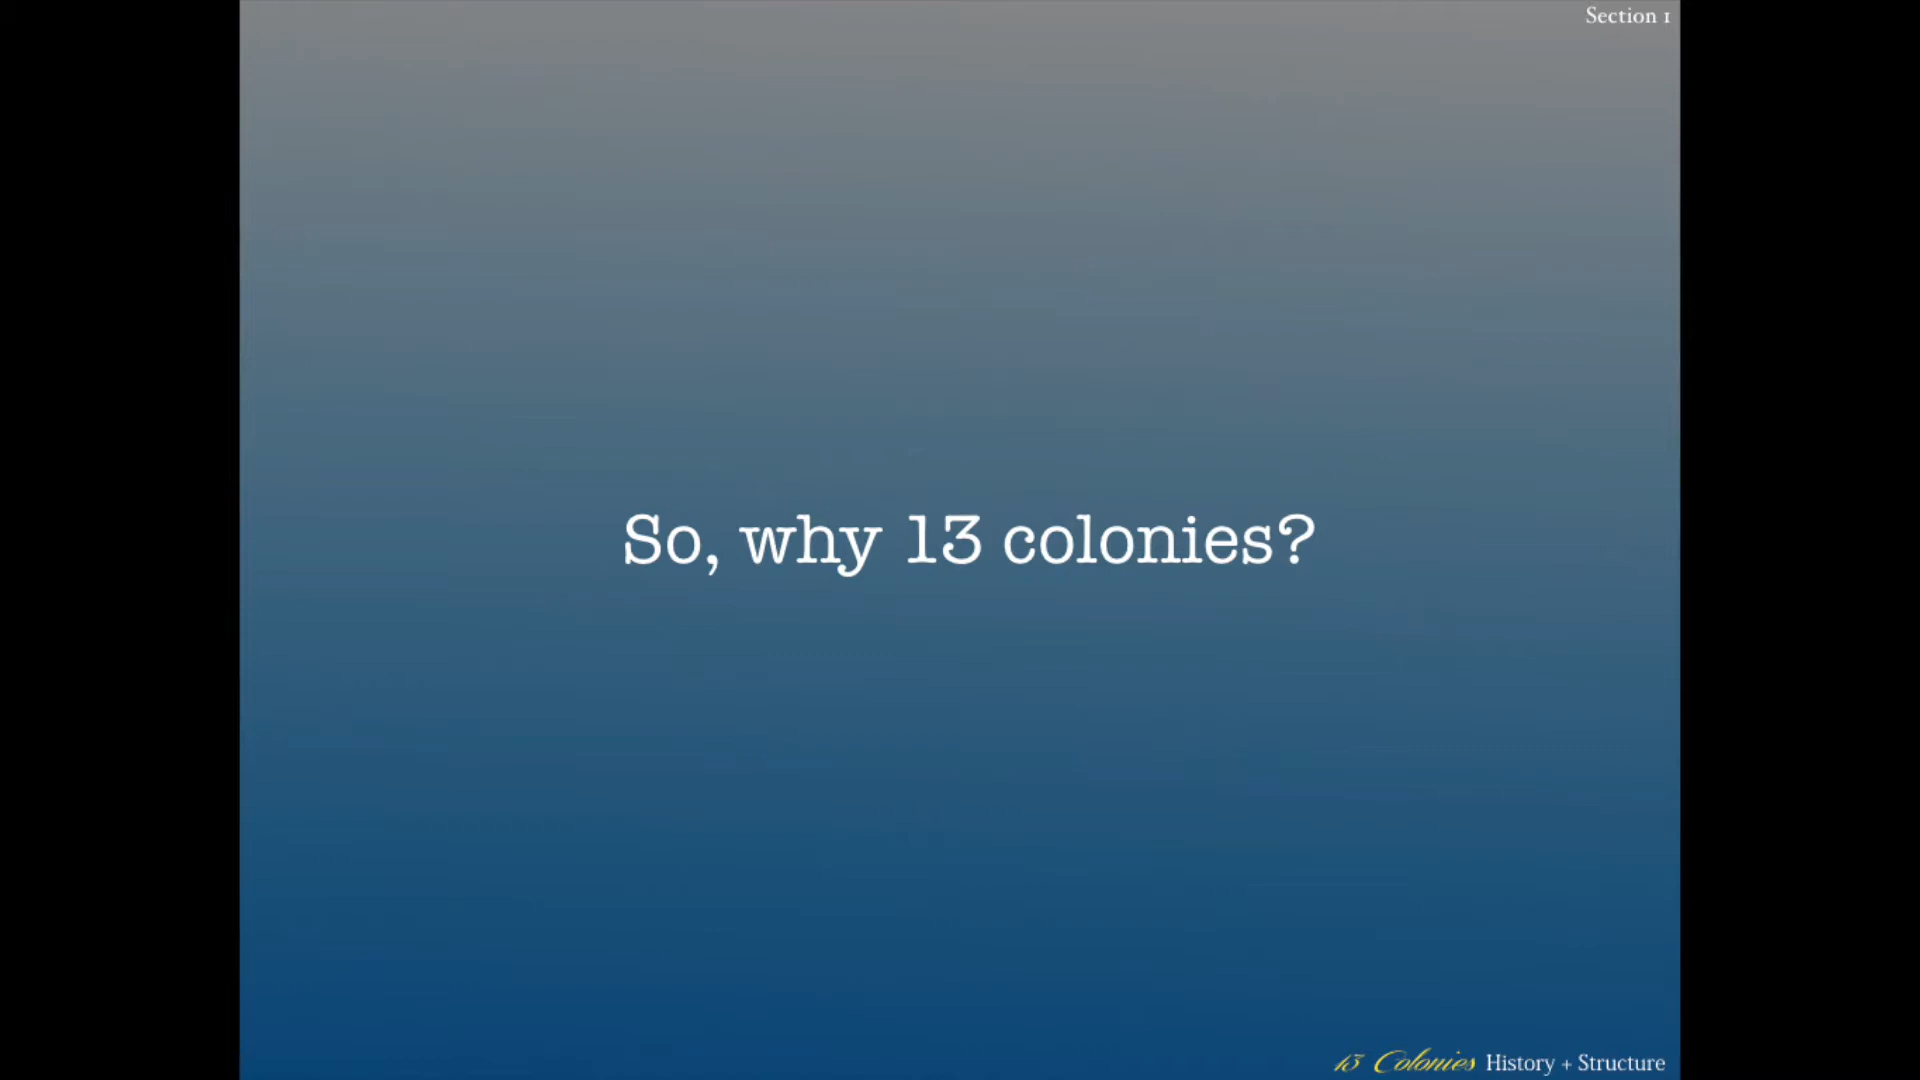 Section 1
So, why 13 colonies?
13 Colonies History + Structure